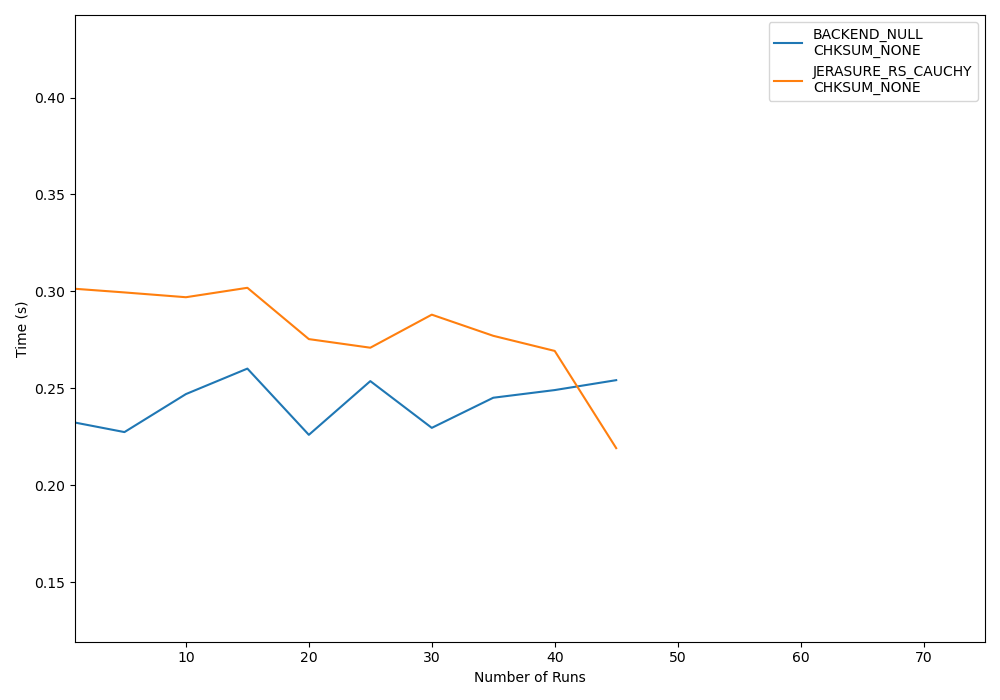 BACKEND_NULL
CHKSUM_NONE
JERASURE_RS_CAUCHY
CHKSUM_NONE
0.40
0.35
0.30
0.25
0.20
0.15
Time (s)
10 20 30 40 50 60 70
Number of Runs